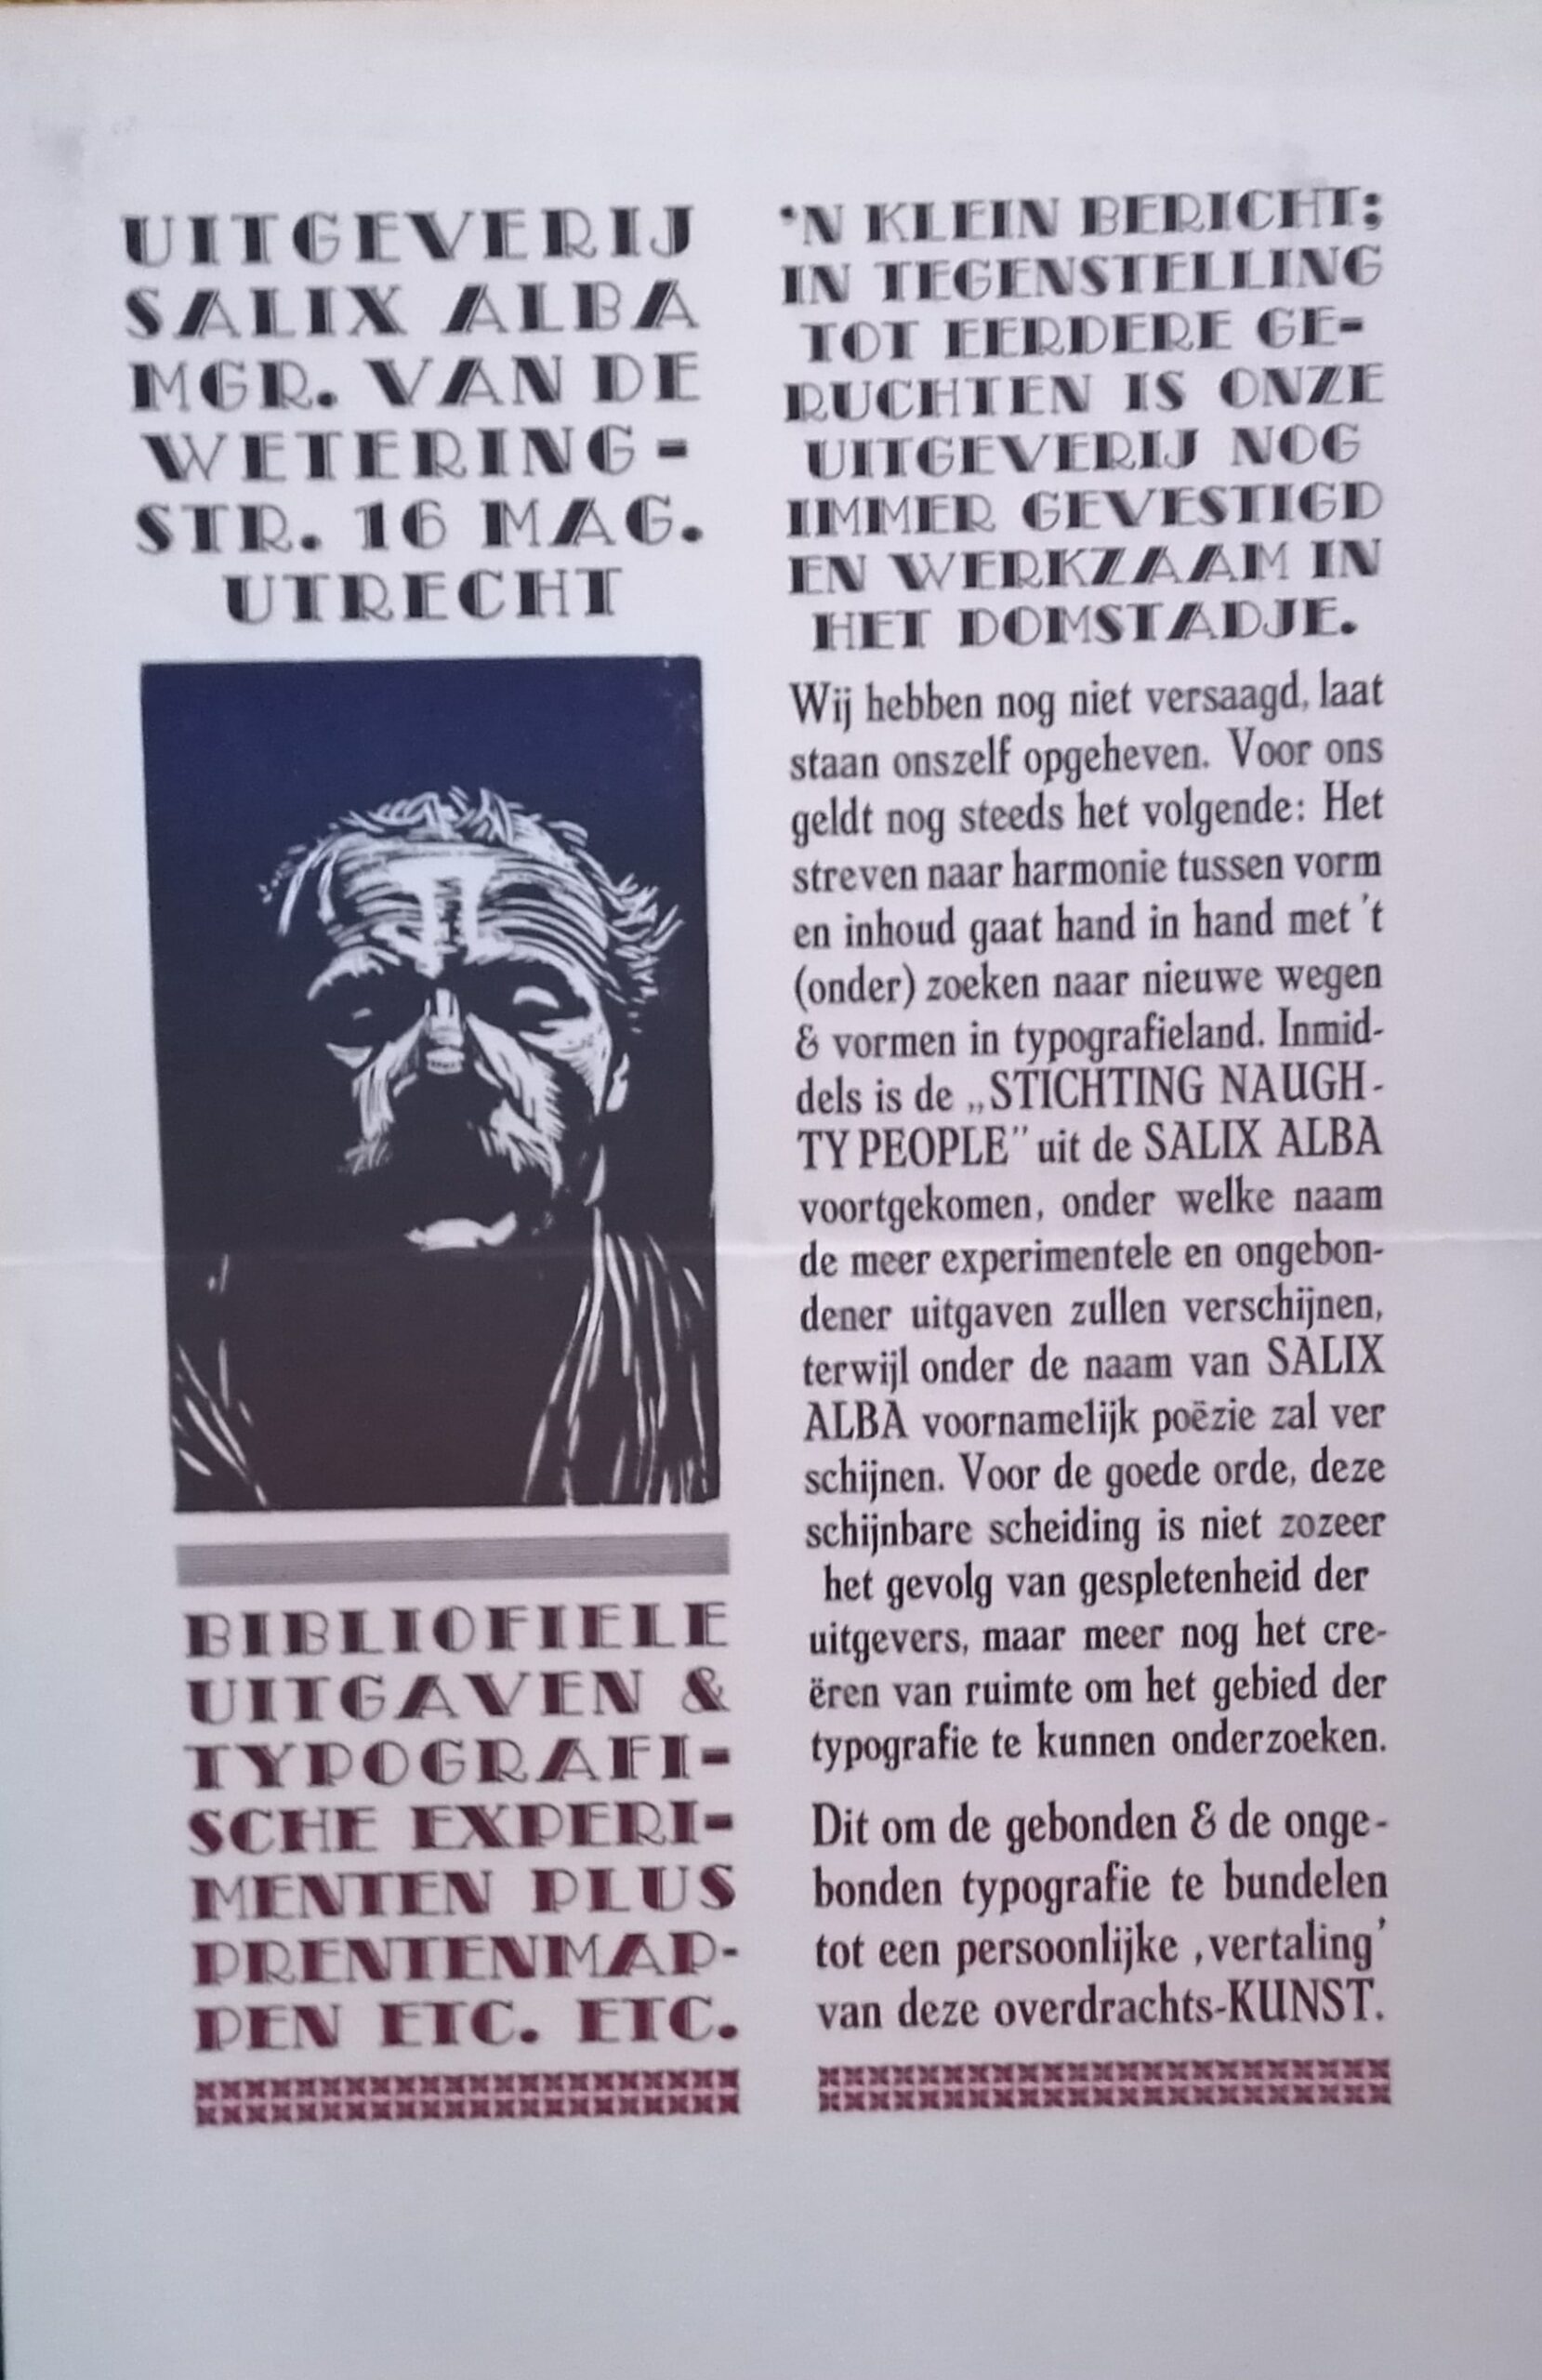 UITGEVERIJ
SALIX ALBA
MGR. VAN DE
WETERING-
STR. 16 MAG.
UTRECHT
BIBLIOFIELE
UITGAVEN &
TYPOGRAFI-
SCHE EXPERI-
MENTEN PLUS
PRENTENMAP-
PEN ETC. ETC.
'N KLEIN BERICHT;
IN TEGENSTELLING
TOT EERDERE GE-
RUCHTEN IS ONZE
UITGEVERIJ NOG
IMMER GEVESTIGD
EN WERKZAAM IN
HET DOMSTADJE.
Wij hebben nog niet versaagd, laat
staan onszelf opgeheven. Voor ons
geldt nog steeds het volgende: Het
streven naar harmonie tussen vorm
en inhoud gaat hand in hand met 't
(onder) zoeken naar nieuwe wegen
& vormen in typografieland. Inmid-
dels is de „STICHTING NAUGH-
TY PEOPLE” uit de SALIX ALBA
voortgekomen, onder welke naam
de meer experimentele en ongebon-
dener uitgaven zullen verschijnen,
terwijl onder de naam van SALIX
ALBA voornamelijk poëzie zal ver
schijnen. Voor de goede orde, deze
schijnbare scheiding is niet zozeer
het gevolg van gespletenheid der
uitgevers, maar meer nog het cre-
ëren van ruimte om het gebied der
typografie te kunnen onderzoeken.
Dit om de gebonden & de onge-
bonden typografie te bundelen
tot een persoonlijke ‚vertaling’
van deze overdrachts-KUNST.